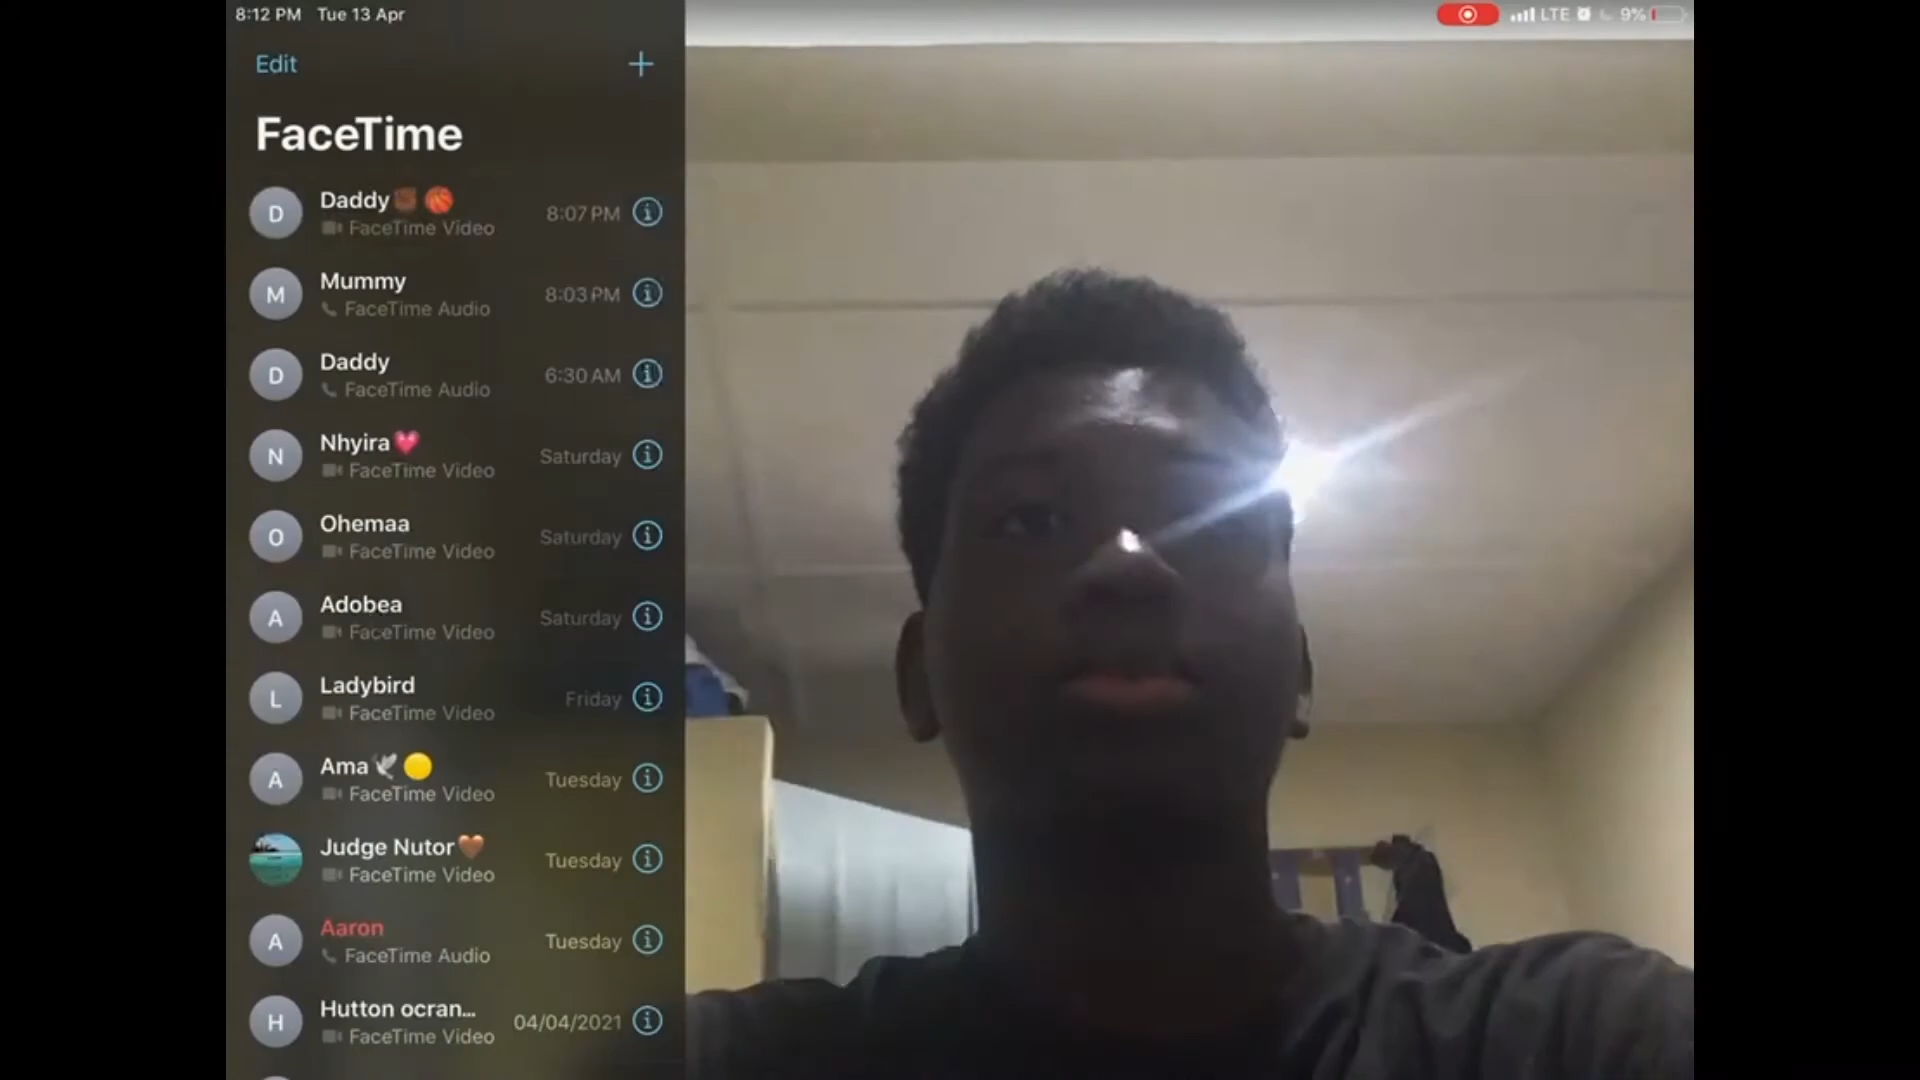 8:12 PM Tue 13 Apr
LTE 9%
Edit
FaceTime
D
Daddy
FaceTime Video
8:07 PM
M
Mummy
FaceTime Audio
8:03 PM
D
Daddy
FaceTime Audio
6:30 AM
N
Nhyira
FaceTime Video
Saturday
O
Ohemaa
FaceTime Video
Saturday
A
Adobea
FaceTime Video
Saturday
L
Ladybird
FaceTime Video
Friday
A
Ama
FaceTime Video
Tuesday
Judge Nutor
FaceTime Video
Tuesday
A
Aaron
FaceTime Audio
Tuesday
H
Hutton ocran...
FaceTime Video
04/04/2021